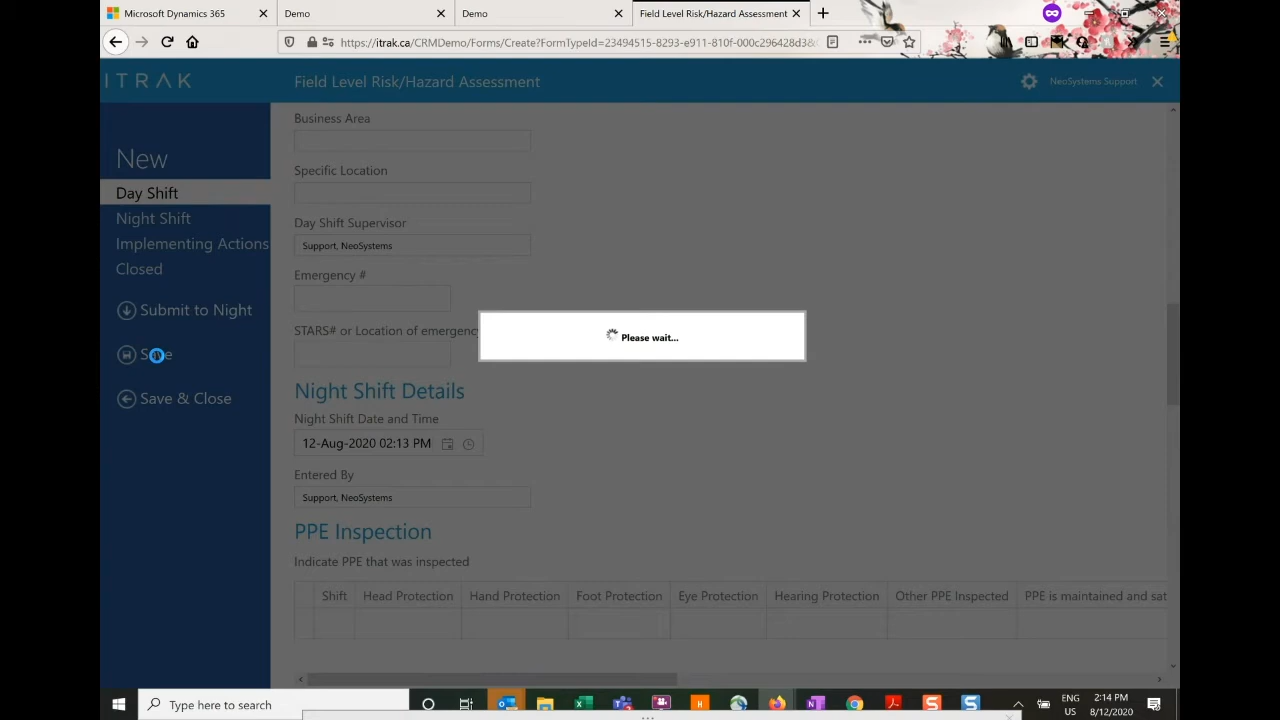 Microsoft Dynamics 365
Demo
Demo
Field Level Risk/Hazard Assessment
https://itrak.ca/CRMDemo/Forms/Create?FormTypeId=23494515-8293-e911-810f-000c296428d3&
ITRAK
Field Level Risk/Hazard Assessment
NeoSystems Support
New
Day Shift
Night Shift
Implementing Actions
Closed
Submit to Night
Save
Save & Close
Business Area
Specific Location
Day Shift Supervisor
Support, NeoSystems
Emergency #
STARS# or Location of emergency
Please wait...
Night Shift Details
Night Shift Date and Time
12-Aug-2020 02:13 PM
Entered By
Support, NeoSystems
PPE Inspection
Indicate PPE that was inspected
Shift Head Protection Hand Protection Foot Protection Eye Protection Hearing Protection Other PPE Inspected PPE is maintained and sat
Type here to search
ENG
US
2:14 PM
8/12/2020